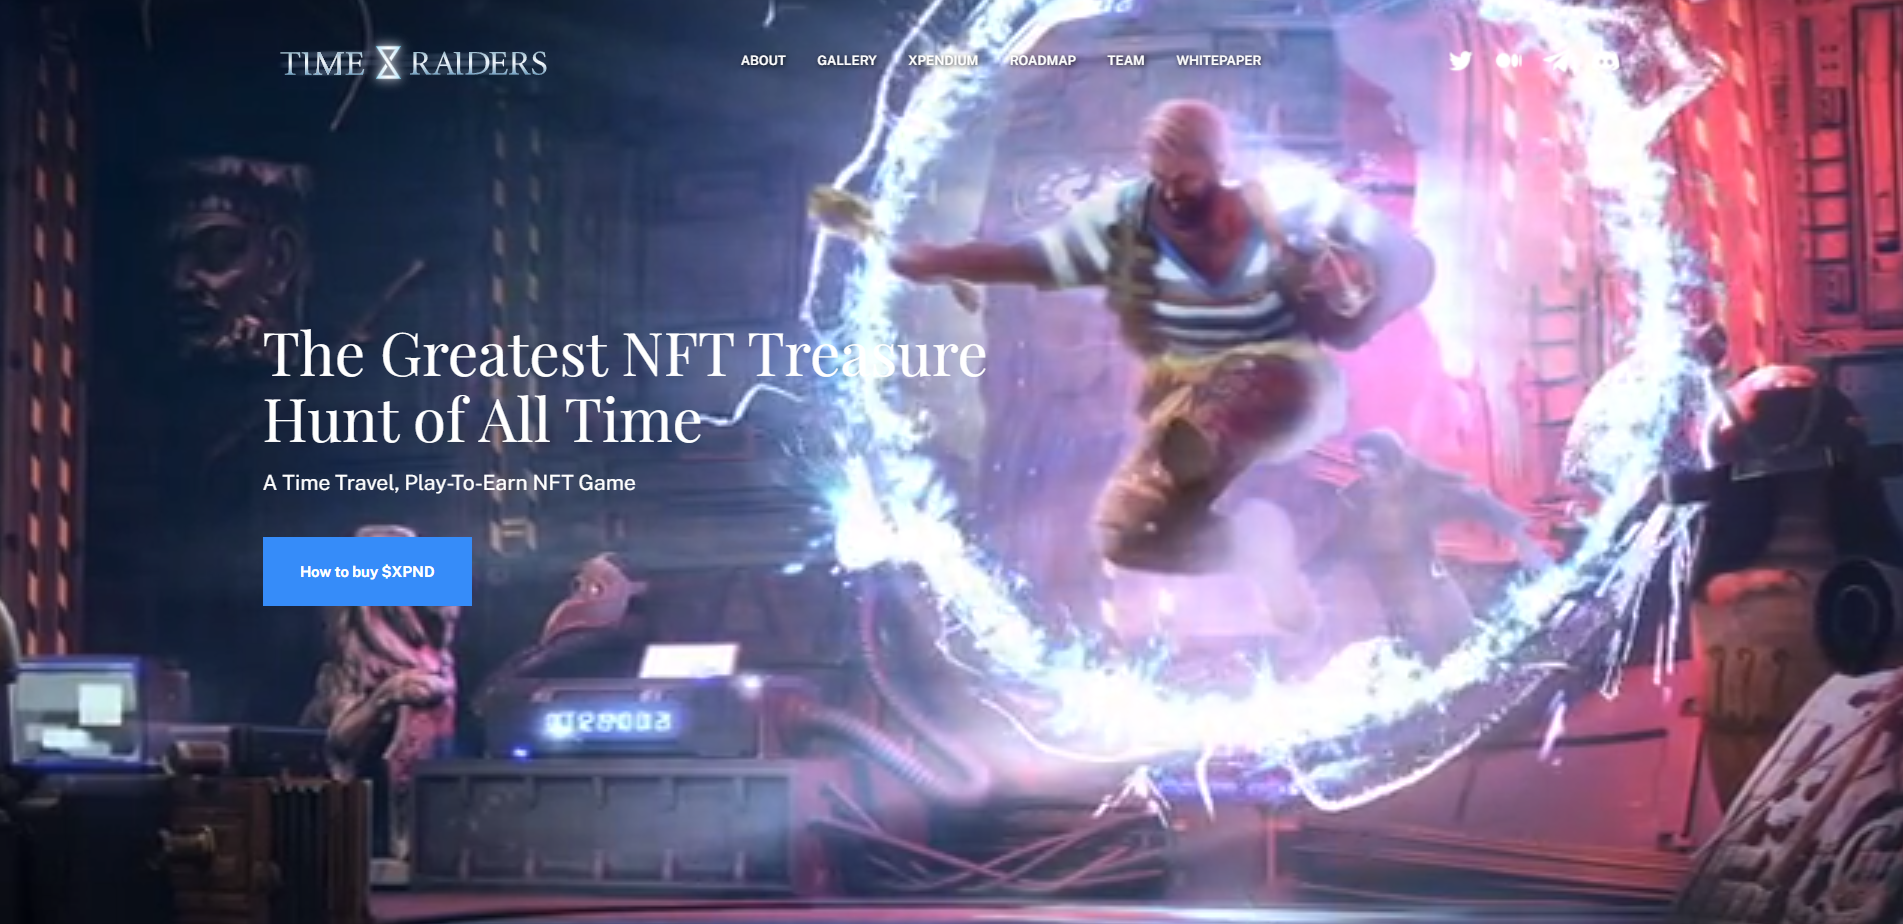 TIME RAIDERS
ABOUT
GALLERY
XPENDIUM
ROADMAP
TEAM
WHITEPAPER
The Greatest NFT Treasure
Hunt of All Time
A Time Travel, Play-To-Earn NFT Game
How to buy $XPND